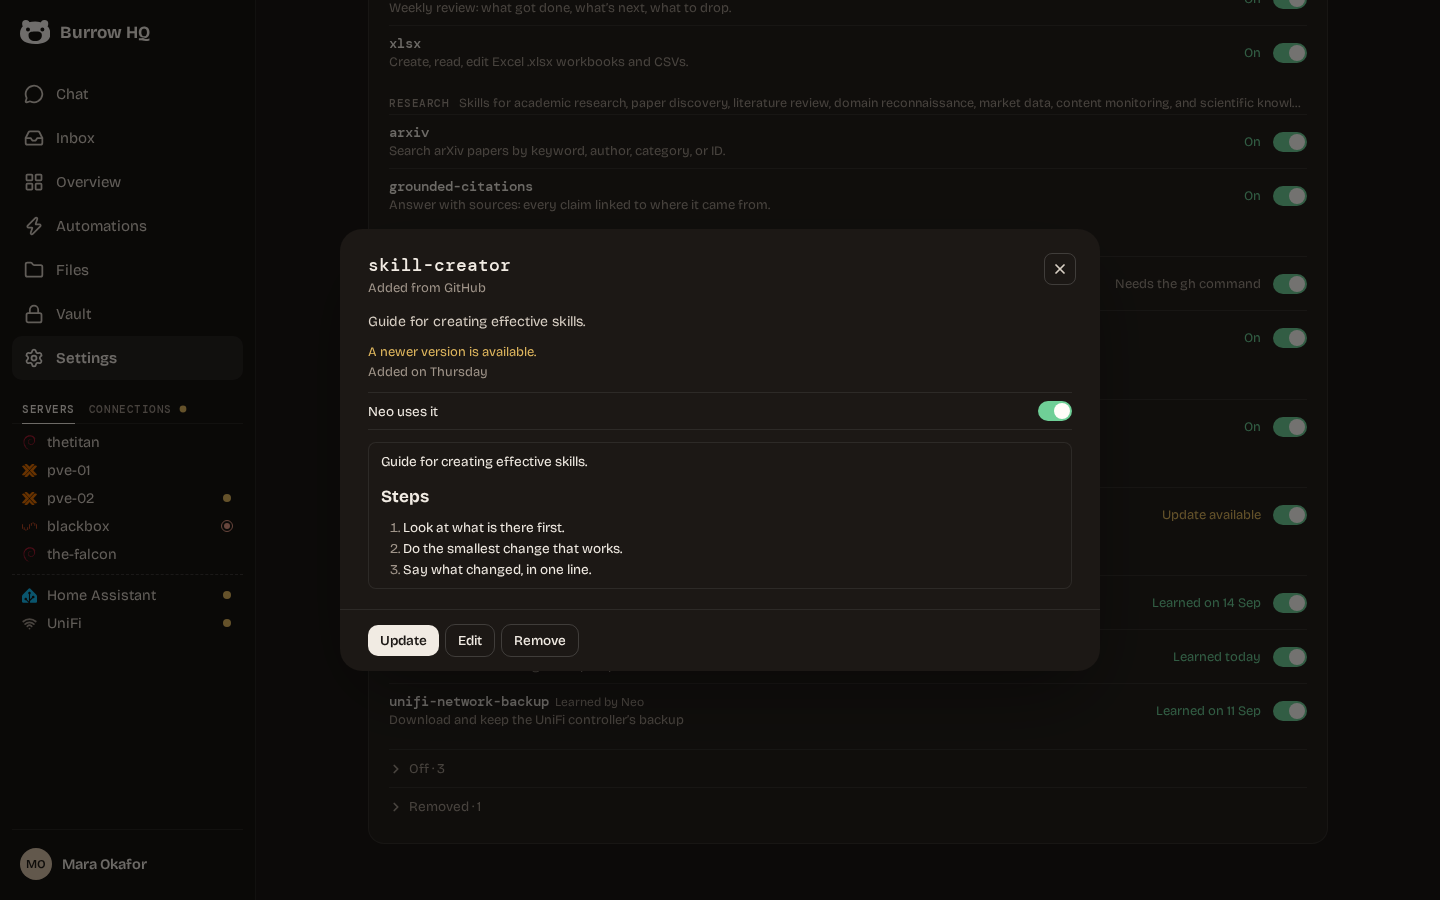 Burrow HQ
Chat
Inbox
Overview
Automations
Files
Vault
Settings
SERVERS CONNECTIONS
thetitan
pve-01
pve-02
blackbox
the-falcon
Home Assistant
UniFi
MO Mara Okafor
Weekly review: what got done, what's next, what to drop.
On
xlsx
Create, read, edit Excel .xlsx workbooks and CSVs.
On
RESEARCH Skills for academic research, paper discovery, literature review, domain reconnaissance, market data, content monitoring, and scientific knowl...
arxiv
Search arXiv papers by keyword, author, category, or ID.
On
grounded-citations
Answer with sources: every claim linked to where it came from.
On
Needs the gh command
On
On
Update available
Learned on 14 Sep
Learned today
skill-creator
Added from GitHub
Guide for creating effective skills.
A newer version is available.
Added on Thursday
Neo uses it
Guide for creating effective skills.
Steps
1. Look at what is there first.
2. Do the smallest change that works.
3. Say what changed, in one line.
Update Edit Remove
unifi-network-backup Learned by Neo
Download and keep the UniFi controller's backup
Learned on 11 Sep
Off · 3
Removed · 1